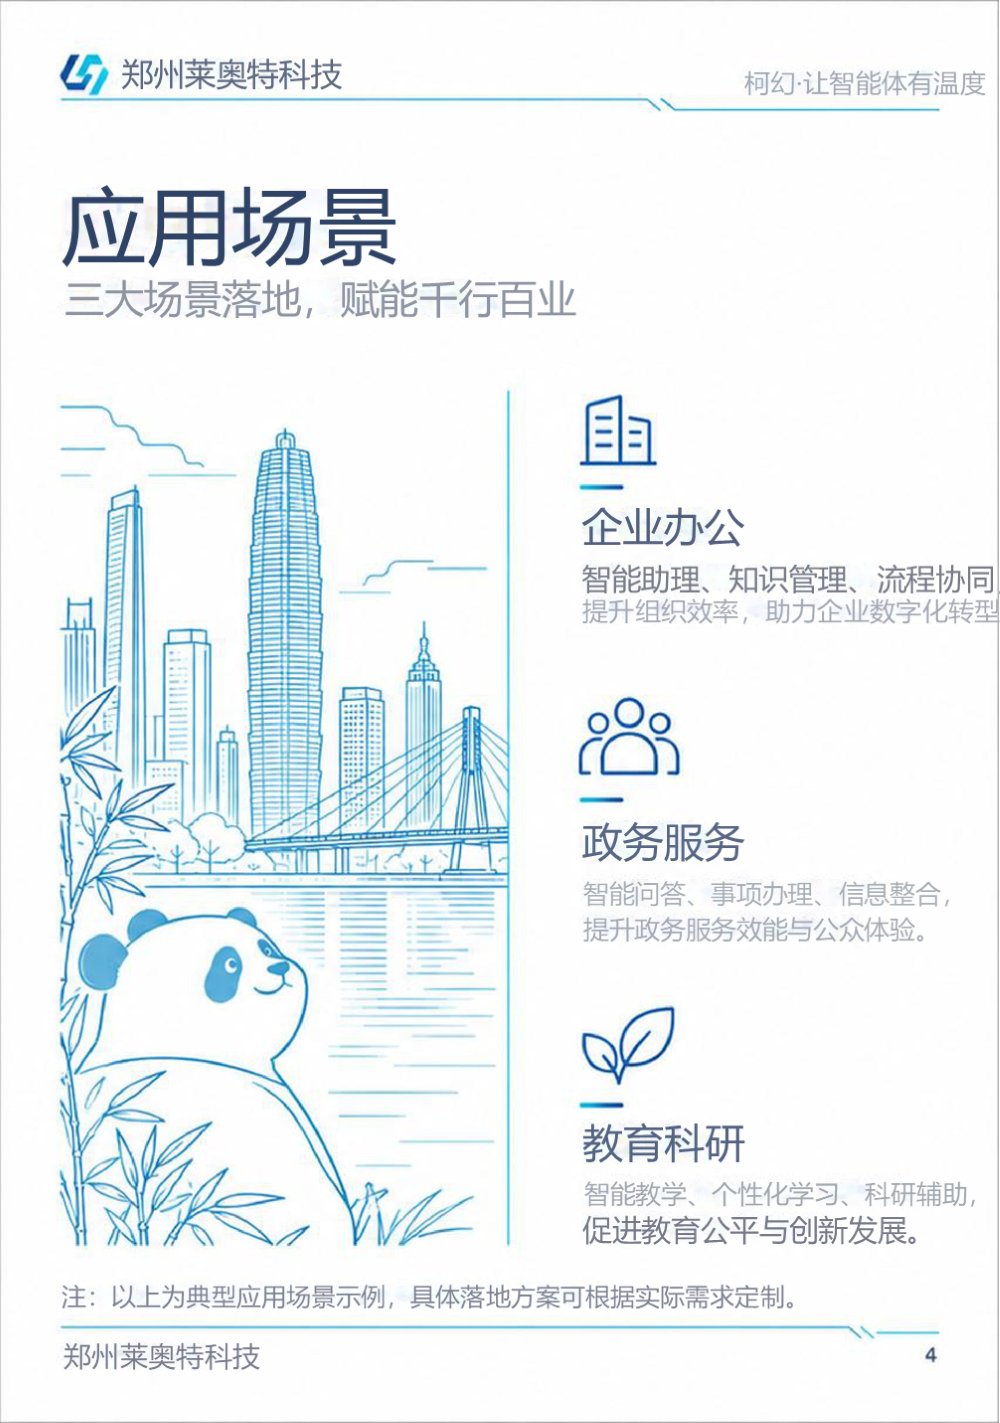 郑州莱奥特科技
柯幻·让智能体有温度
应用场景
三大场景落地，赋能千行百业
企业办公
智能助理、知识管理、流程协同，
提升组织效率，助力企业数字化转型
政务服务
智能问答、事项办理、信息整合，
提升政务服务效能与公众体验。
教育科研
智能教学、个性化学习、科研辅助，
促进教育公平与创新发展。
注：以上为典型应用场景示例，具体落地方案可根据实际需求定制。
郑州莱奥特科技
4